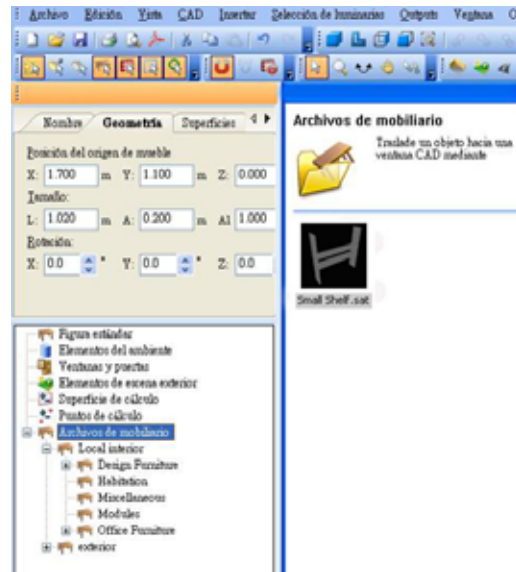 Archivo Edición Vista CAD Insertar Selección de luminarias Outputs Ventana
Nombre Geometría Superficies
Posición del origen de mueble
X: 1.700 m Y: 1.100 m Z: 0.000
Tamaño:
L: 1.020 m A: 0.200 m Al 1.000
Rotación:
X: 0.0 ° Y: 0.0 ° Z: 0.0
Figura estándar
Elementos del ambiente
Ventanas y puertas
Elementos de escena exterior
Superficie de cálculo
Puntos de cálculo
Archivos de mobiliario
Local interior
Design Furniture
Habitation
Miscellaneous
Modules
Office Furniture
exterior
Archivos de mobiliario
Traslade un objeto hacia una
ventana CAD mediante
Small Shelf.sat